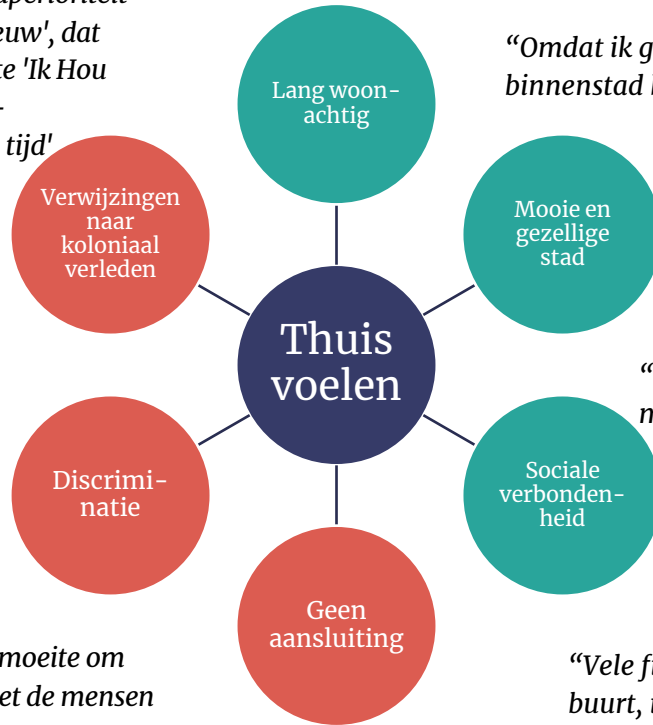 euw', dat
te 'Ik Hou
-
tijd'
“Omdat ik g
binnenstad
Lang woon-
achtig
Verwijzingen
naar
koloniaal
verleden
Mooie en
gezellige
stad
Thuis
voelen
“
n
Discrimi-
natie
Sociale
verbonden-
heid
Geen
aansluiting
moeite om
et de mensen
“Vele f
buurt,